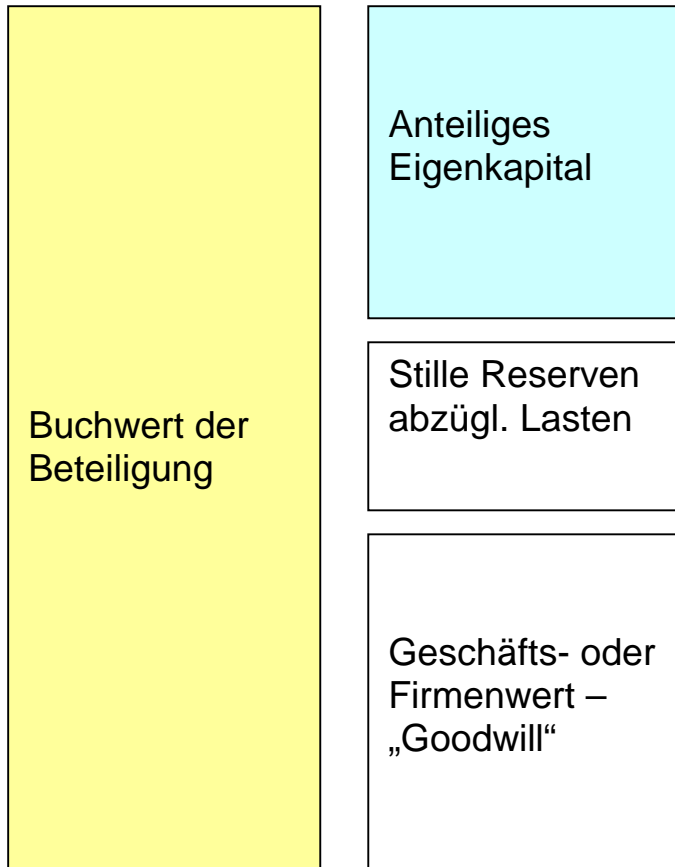 Buchwert der
Beteiligung
Anteiliges
Eigenkapital
Stille Reserven
abzügl. Lasten
Geschäfts- oder
Firmenwert –
„Goodwill“